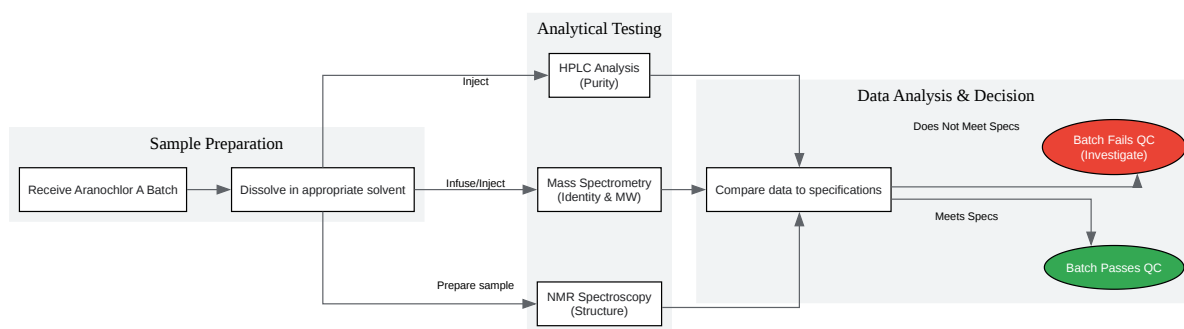 Analytical Testing
HPLC Analysis
(Purity)
Inject
Data Analysis & Decision
Does Not Meet Specs
Batch Fails QC
(Investigate)
Sample Preparation
Receive Aranochlor A Batch
Dissolve in appropriate solvent
Infuse/Inject
Mass Spectrometry
(Identity & MW)
Compare data to specifications
Meets Specs
Batch Passes QC
Prepare sample
NMR Spectroscopy
(Structure)